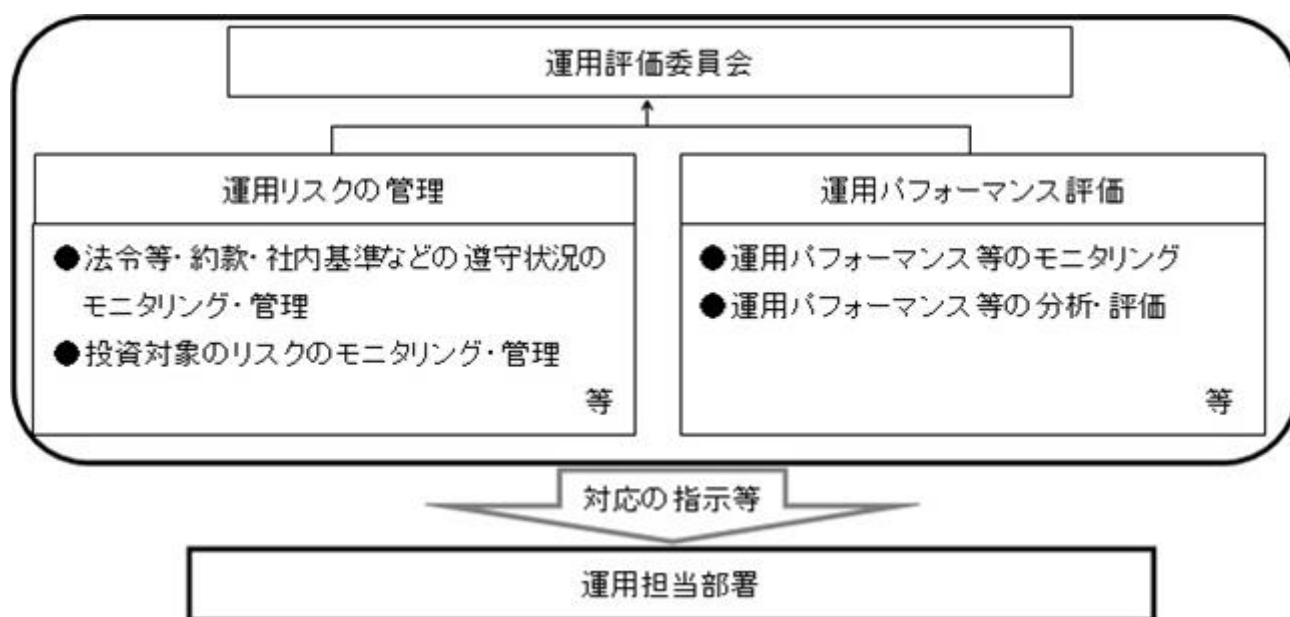 運用評価委員会
運用リスクの管理
●法令等・約款・社内基準などの遵守状況の
モニタリング・管理
●投資対象のリスクのモニタリング・管理
等
運用パフォーマンス評価
●運用パフォーマンス等のモニタリング
●運用パフォーマンス等の分析・評価
等
対応の指示等
運用担当部署